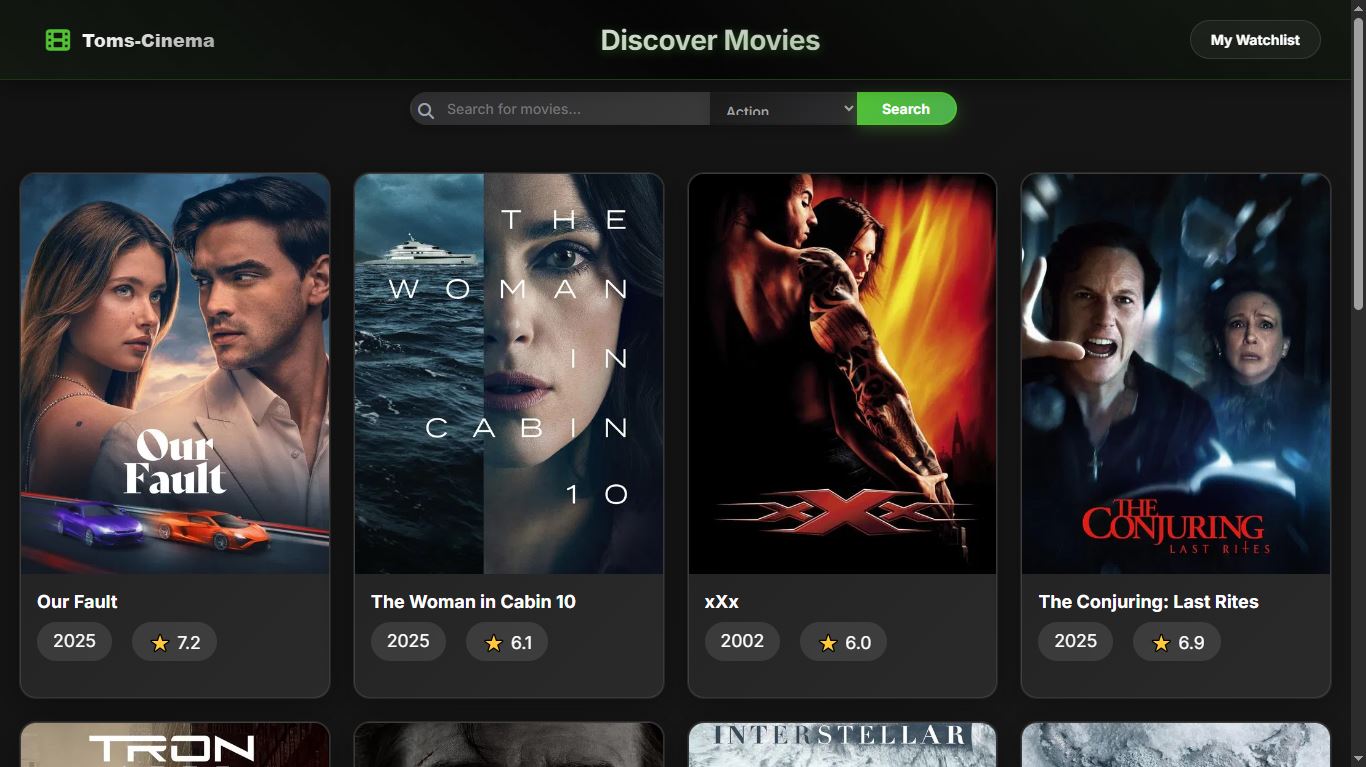 Toms-Cinema
Discover Movies
My Watchlist
Search for movies...
Action
Search
THE
WOMAN
IN
CABIN
10
Our
Fault
xXx
THE
CONJURING
LAST RITES
Our Fault
The Woman in Cabin 10
xXx
The Conjuring: Last Rites
2025
7.2
2025
6.1
2002
6.0
2025
6.9
TRON
INTERSTELLAR